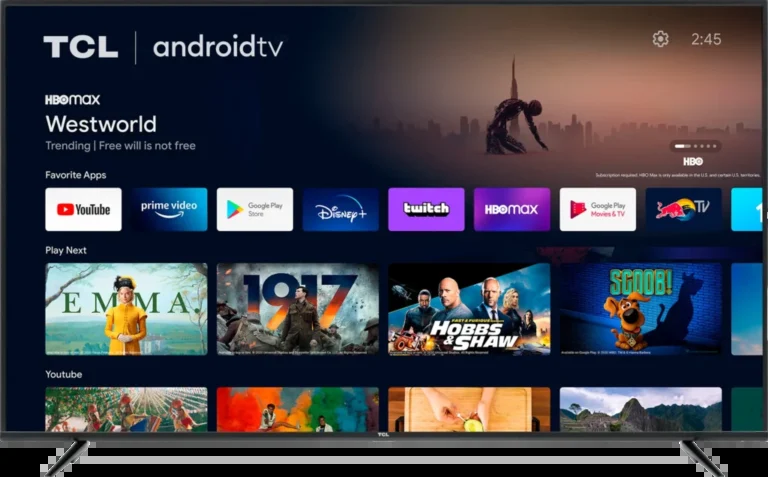 TCL | androidtv
2:45
HBOmax
Westworld
Trending | Free will is not free
HBO
Subscription required. HBO Max is only available in the U.S. and certain U.S. territories.
Favorite Apps
YouTube
prime video
Google Play
Store
Disney+
twitch
HBOmax
Google Play
Movies & TV
Red Bull TV
Play Next
EMMA.
1917
FAST & FURIOUS
HOBBS
& SHAW
SCOOB!
Youtube
TCL